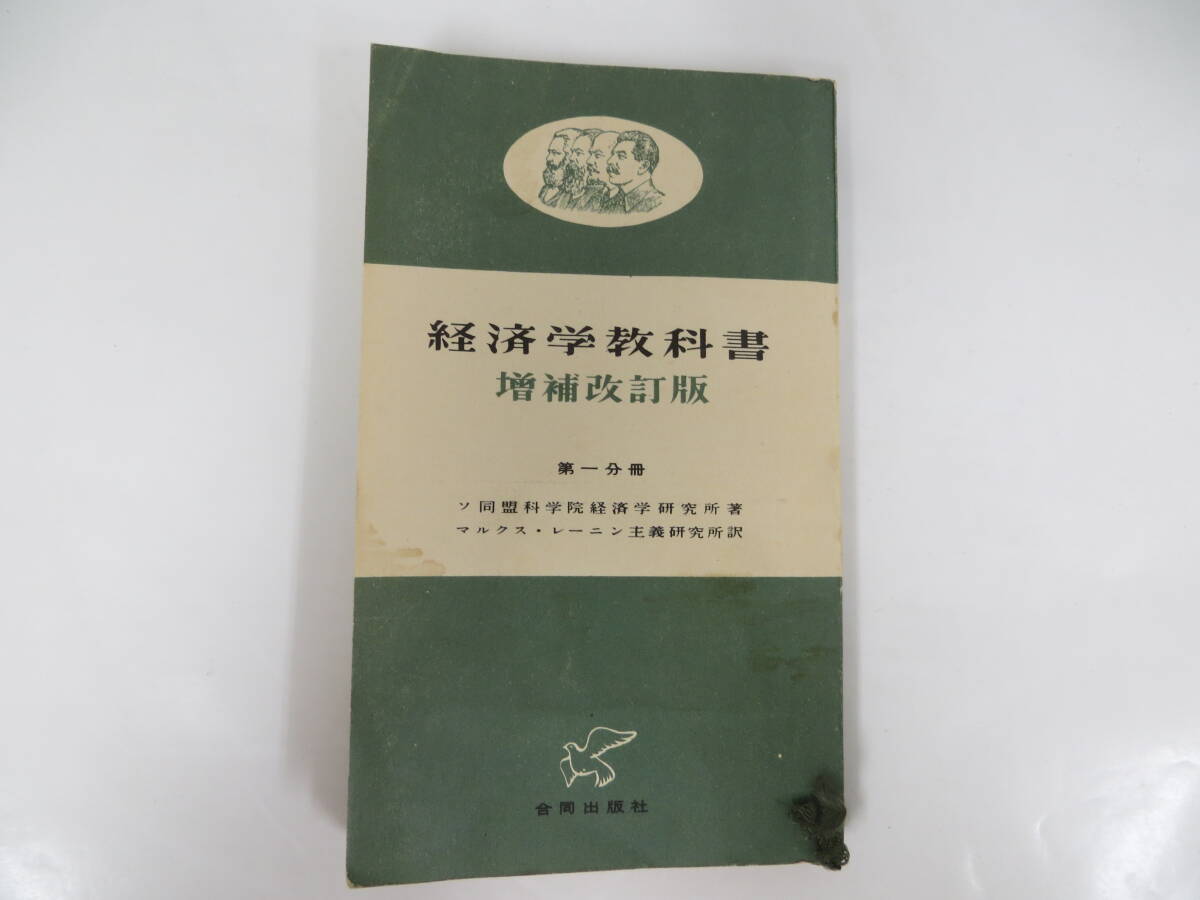 経済学教科書
増補改訂版
第一分冊
ソ同盟科学院経済学研究所著
マルクス・レーニン主義研究所訳
合同出版社